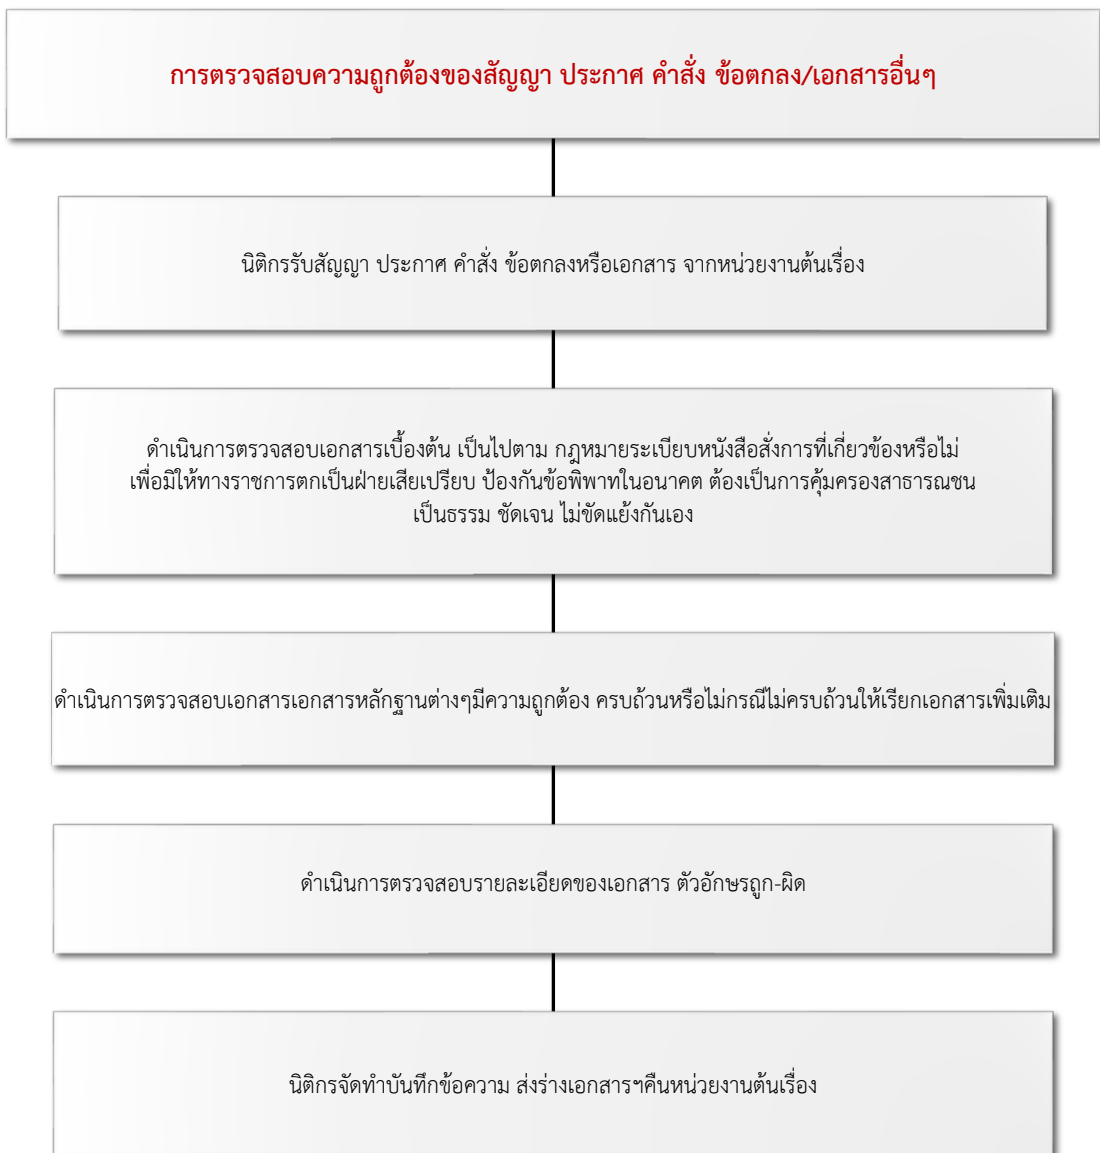 การตรวจสอบความถูกต้องของสัญญา ประกาศ คำสั่ง ข้อตกลง/เอกสารอื่นๆ
นิติกรรับสัญญา ประกาศ คำสั่ง ข้อตกลงหรือเอกสาร จากหน่วยงานต้นเรื่อง
ดำเนินการตรวจสอบเอกสารเบื้องต้น เป็นไปตาม กฎหมายระเบียบหนังสือสั่งการที่เกี่ยวข้องหรือไม่
เพื่อมิให้ทางราชการตกเป็นฝ่ายเสียเปรียบ ป้องกันข้อพิพาทในอนาคต ต้องเป็นการคุ้มครองสาธารณชน
เป็นธรรม ชัดเจน ไม่ขัดแย้งกันเอง
ดำเนินการตรวจสอบเอกสารเอกสารหลักฐานต่างๆมีความถูกต้อง ครบถ้วนหรือไม่กรณีไม่ครบถ้วนให้เรียกเอกสารเพิ่มเติม
ดำเนินการตรวจสอบรายละเอียดของเอกสาร ตัวอักษรถูก-ผิด
นิติกรจัดทำบันทึกข้อความ ส่งร่างเอกสารฯคืนหน่วยงานต้นเรื่อง